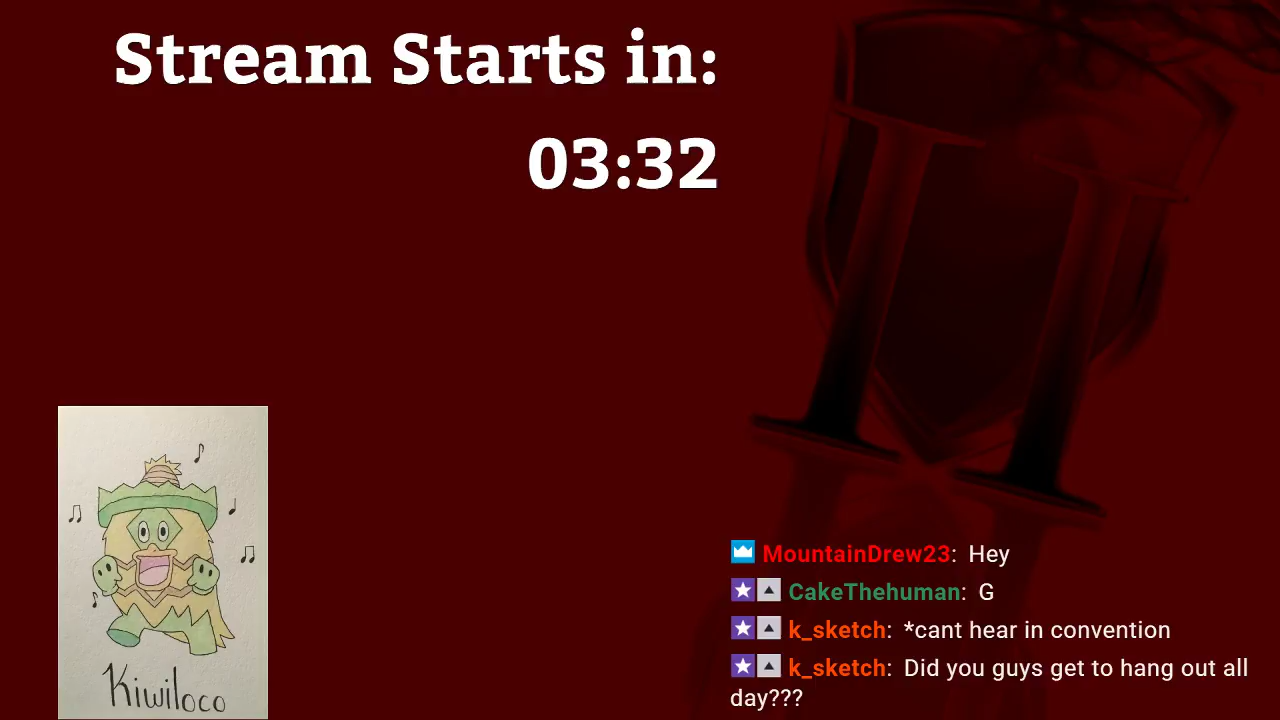 Stream Starts in:
03:32
Kiwiloco
MountainDrew23: Hey
CakeThehuman: G
k_sketch: *cant hear in convention
k_sketch: Did you guys get to hang out all
day???